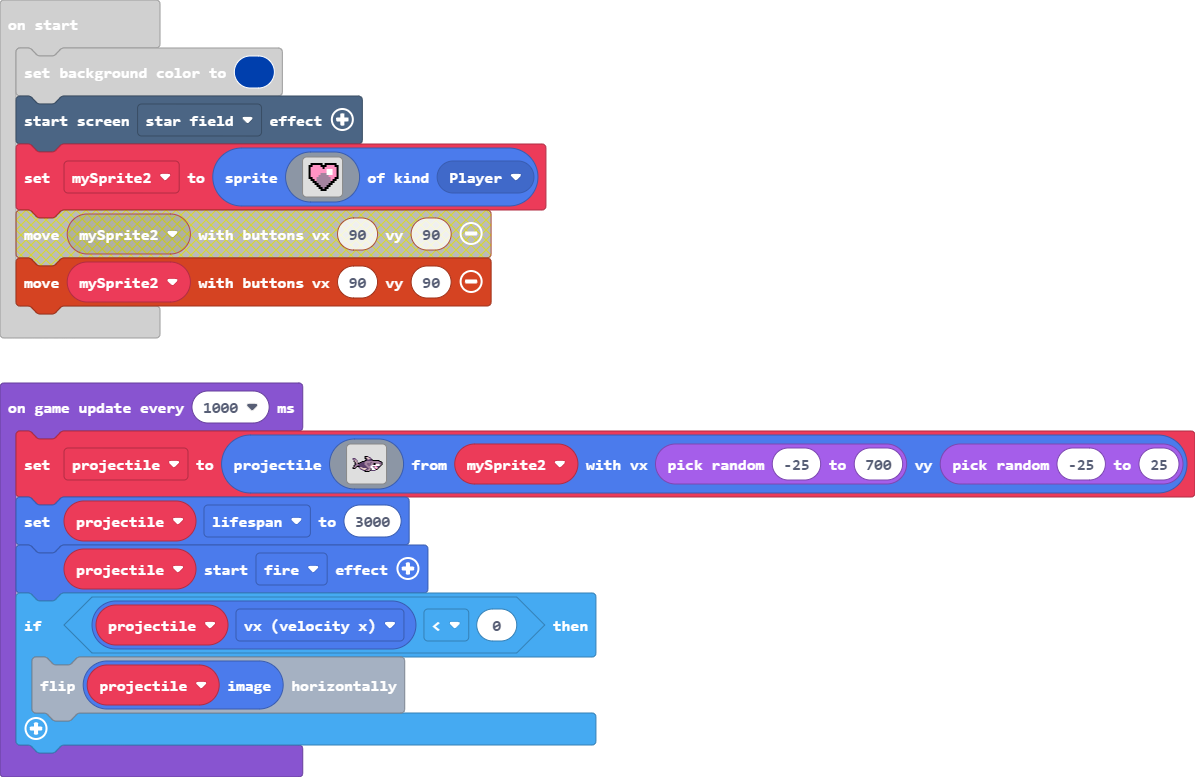 on start
set background color to
start screen star field effect
set mySprite2 to sprite of kind Player
move mySprite2 with buttons vx 90 vy 90
move mySprite2 with buttons vx 90 vy 90
on game update every 1000 ms
set projectile to projectile from mySprite2 with vx pick random -25 to 700 vy pick random -25 to 25
set projectile lifespan to 3000
projectile start fire effect
if projectile vx (velocity x) < 0 then
flip projectile image horizontally